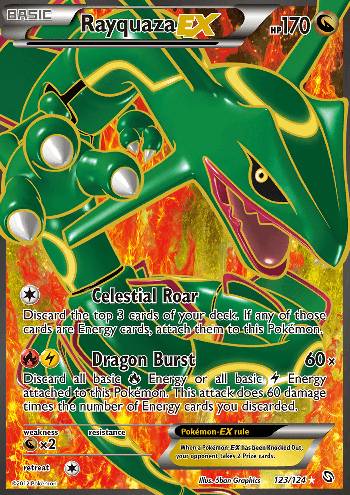 BASIC Rayquaza EX HP170
Celestial Roar
Discard the top 3 cards of your deck. If any of those
cards are Energy cards, attach them to this Pokémon.
Dragon Burst 60×
Discard all basic Energy or all basic Energy
attached to this Pokémon. This attack does 60 damage
times the number of Energy cards you discarded.
weakness resistance
×2
Pokémon-EX rule
When a Pokémon-EX has been Knocked Out,
your opponent takes 2 Prize cards.
retreat
©2012 Pokémon Illus. 5ban Graphics 123/124